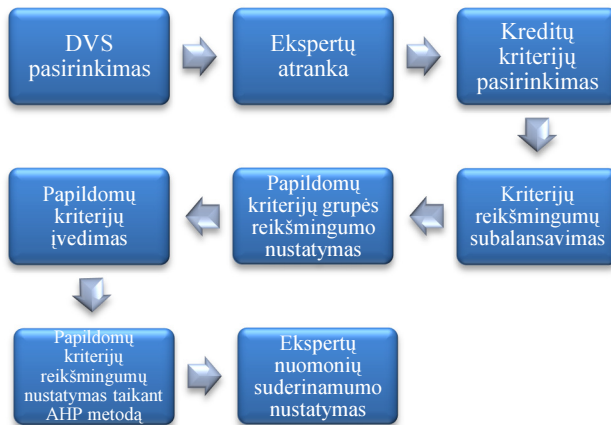 DVS
pasirinkimas
Ekspertų
atranka
Kreditų
kriterijų
pasirinkimas
Kriterijų
reikšmingumų
subalansavimas
Papildomų
kriterijų grupės
reikšmingumo
nustatymas
Papildomų
kriterijų
įvedimas
Papildomų
kriterijų
reikšmingumų
nustatymas taikant
AHP metodą
Ekspertų
nuomonių
suderinamumo
nustatymas